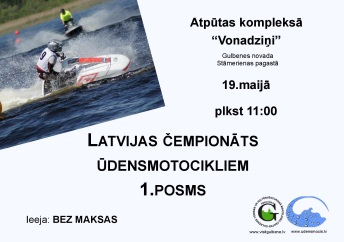 Atpūtas kompleksā
“Vonadziņi”
Gulbenes novada
Stāmerienas pagastā
19.maijā
plkst 11:00
LATVIJAS ČEMPIONĀTS
ŪDENSMOTOCIKLIEM
1.POSMS
Ieeja: BEZ MAKSAS